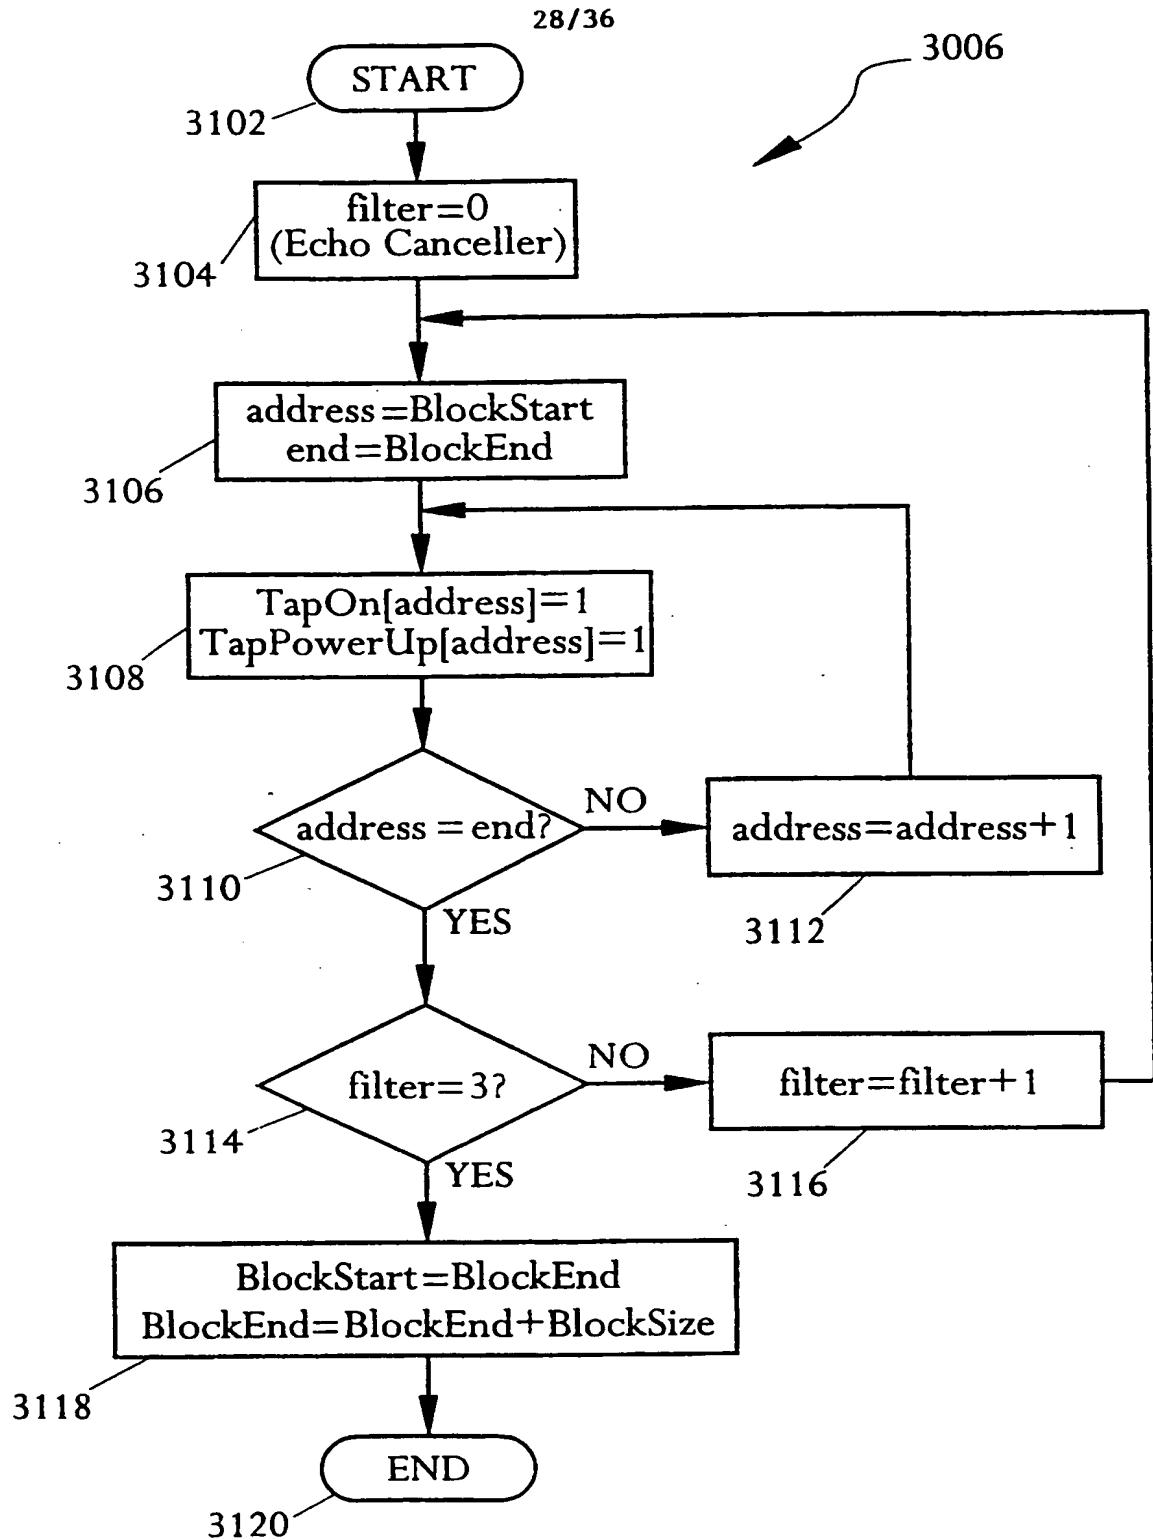 28/36
3006
START
3102
filter=0
(Echo Canceller)
3104
address=BlockStart
end=BlockEnd
3106
TapOn[address]=1
TapPowerUp[address]=1
3108
address = end?
NO
address=address+1
3110
3112
YES
filter=3?
NO
filter=filter+1
3114
3116
YES
BlockStart=BlockEnd
BlockEnd=BlockEnd+BlockSize
3118
END
3120